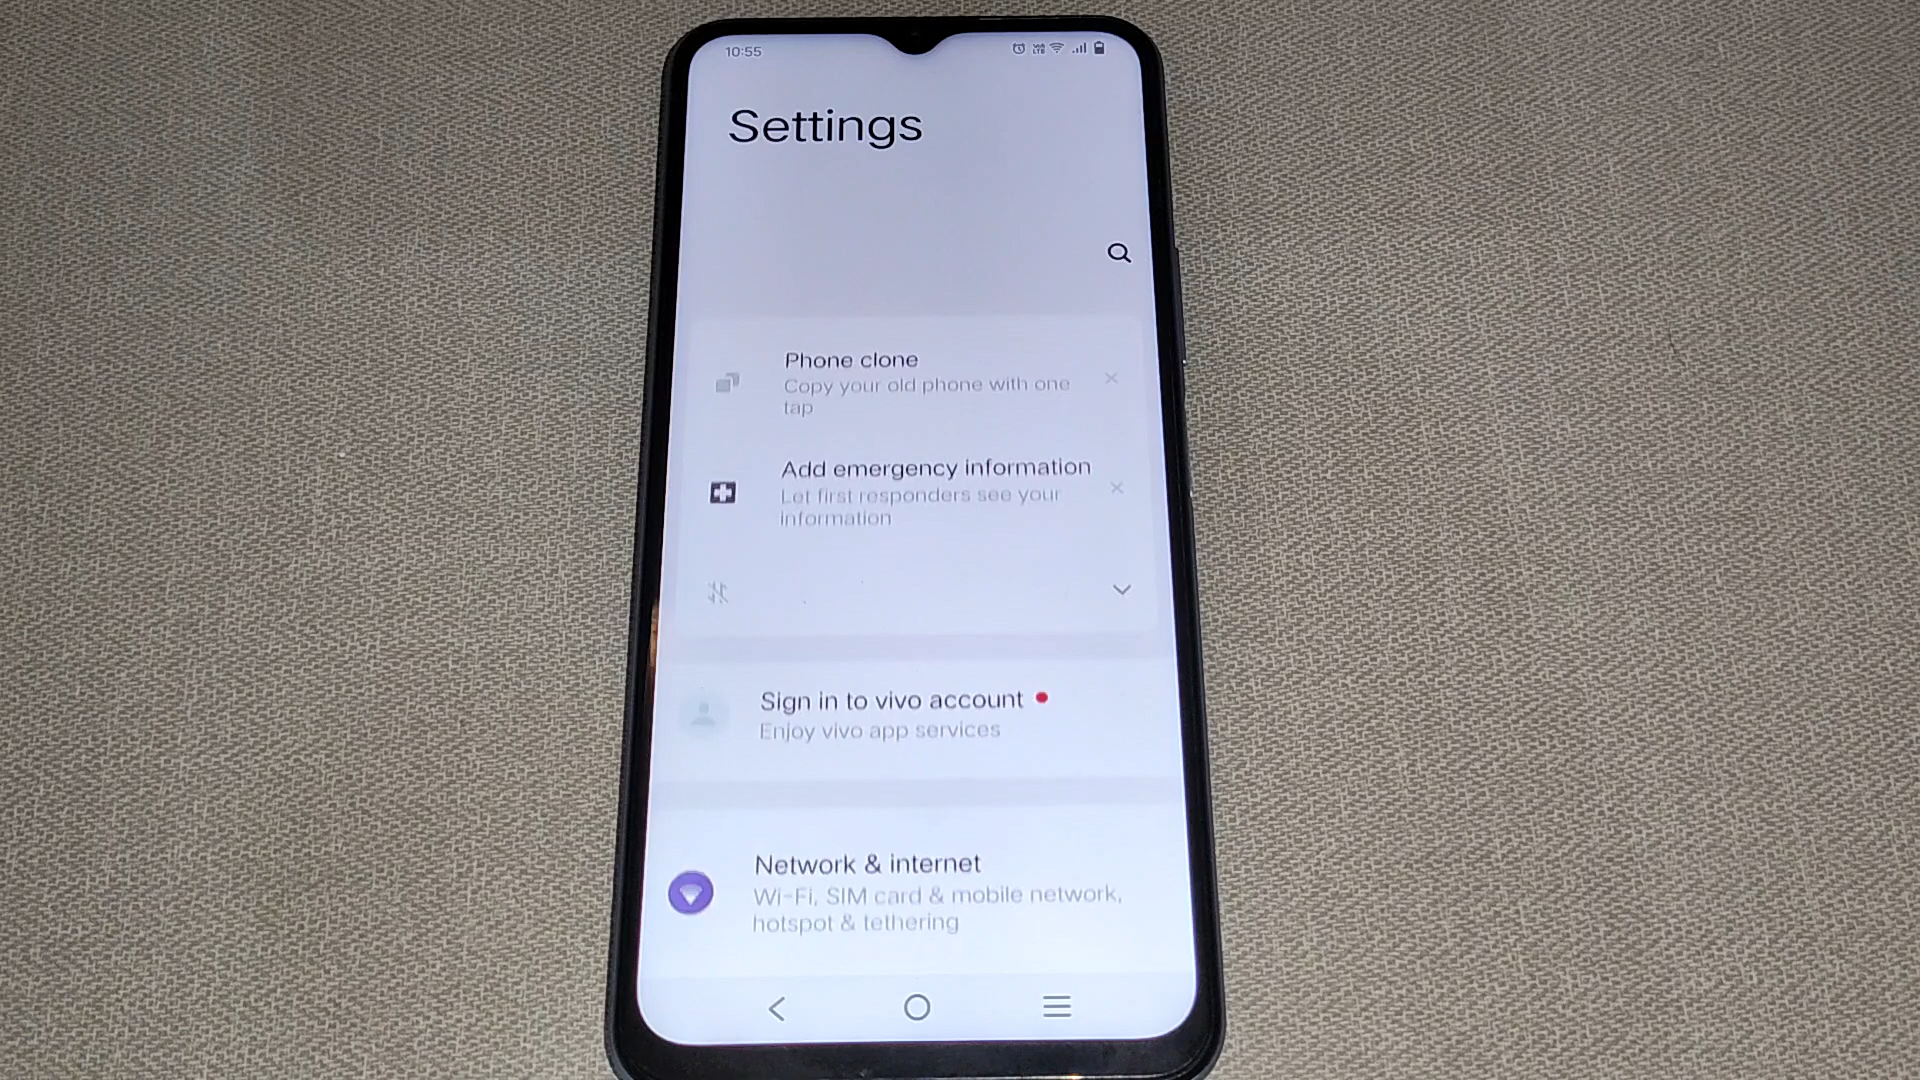 10:55
Settings
Phone clone
Copy your old phone with one
tap
Add emergency information
Let first responders see your
information
Sign in to vivo account
Enjoy vivo app services
Network & internet
Wi-Fi, SIM card & mobile network,
hotspot & tethering